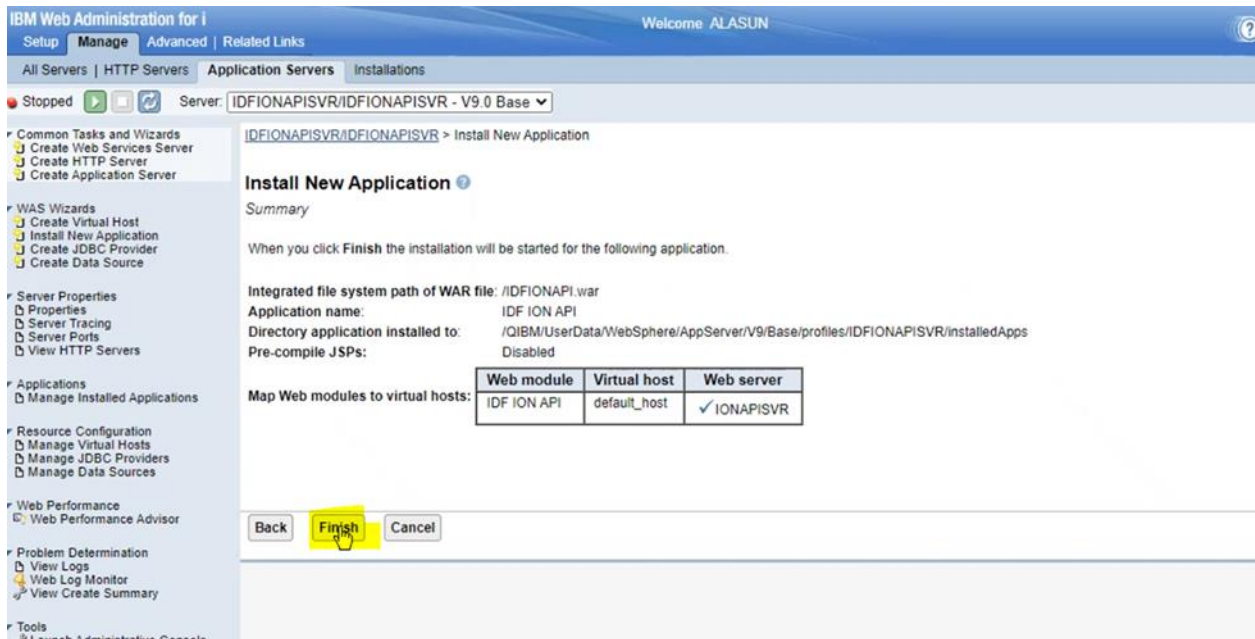 IBM Web Administration for i
Welcome ALASUN
?
Setup Manage Advanced | Related Links
All Servers | HTTP Servers Application Servers Installations
Stopped Server: IDFIONAPISVR/IDFIONAPISVR - V9.0 Base
Common Tasks and Wizards
Create Web Services Server
Create HTTP Server
Create Application Server
WAS Wizards
Create Virtual Host
Install New Application
Create JDBC Provider
Create Data Source
Server Properties
Properties
Server Tracing
Server Ports
View HTTP Servers
Applications
Manage Installed Applications
Resource Configuration
Manage Virtual Hosts
Manage JDBC Providers
Manage Data Sources
Web Performance
Web Performance Advisor
Problem Determination
View Logs
Web Log Monitor
View Create Summary
Tools
Launch Administrative Console
IDFIONAPISVR/IDFIONAPISVR > Install New Application
Install New Application ?
Summary
When you click Finish the installation will be started for the following application.
Integrated file system path of WAR file: /IDFIONAPI.war
Application name: IDF ION API
Directory application installed to: /QIBM/UserData/WebSphere/AppServer/V9/Base/profiles/IDFIONAPISVR/installedApps
Pre-compile JSPs: Disabled
Map Web modules to virtual hosts:
Web module Virtual host Web server
IDF ION API default_host ✓ IONAPISVR
Back Finish Cancel